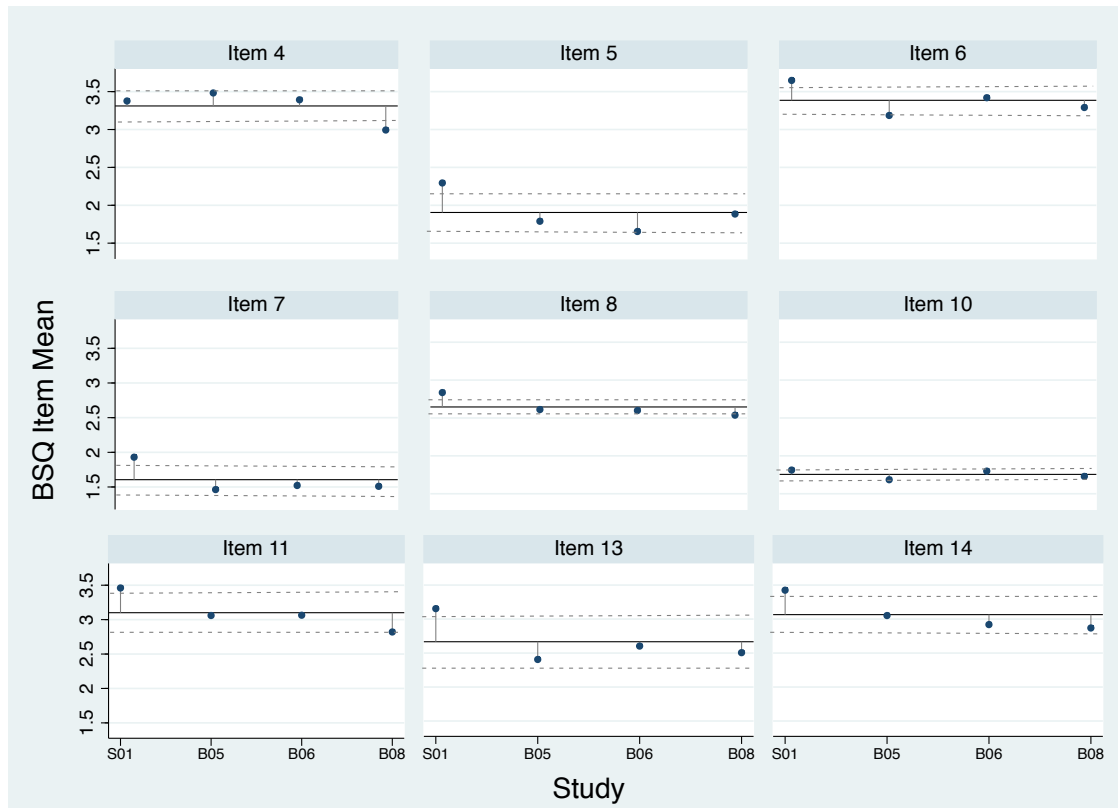 Item 4
Item 5
Item 6
3.5
3
2.5
2
1.5
Item 7
Item 8
Item 10
3.5
3
2.5
2
1.5
BSQ Item Mean
Item 11
Item 13
Item 14
3.5
3
2.5
2
1.5
S01 B05 B06 B08
S01 B05 B06 B08
S01 B05 B06 B08
Study